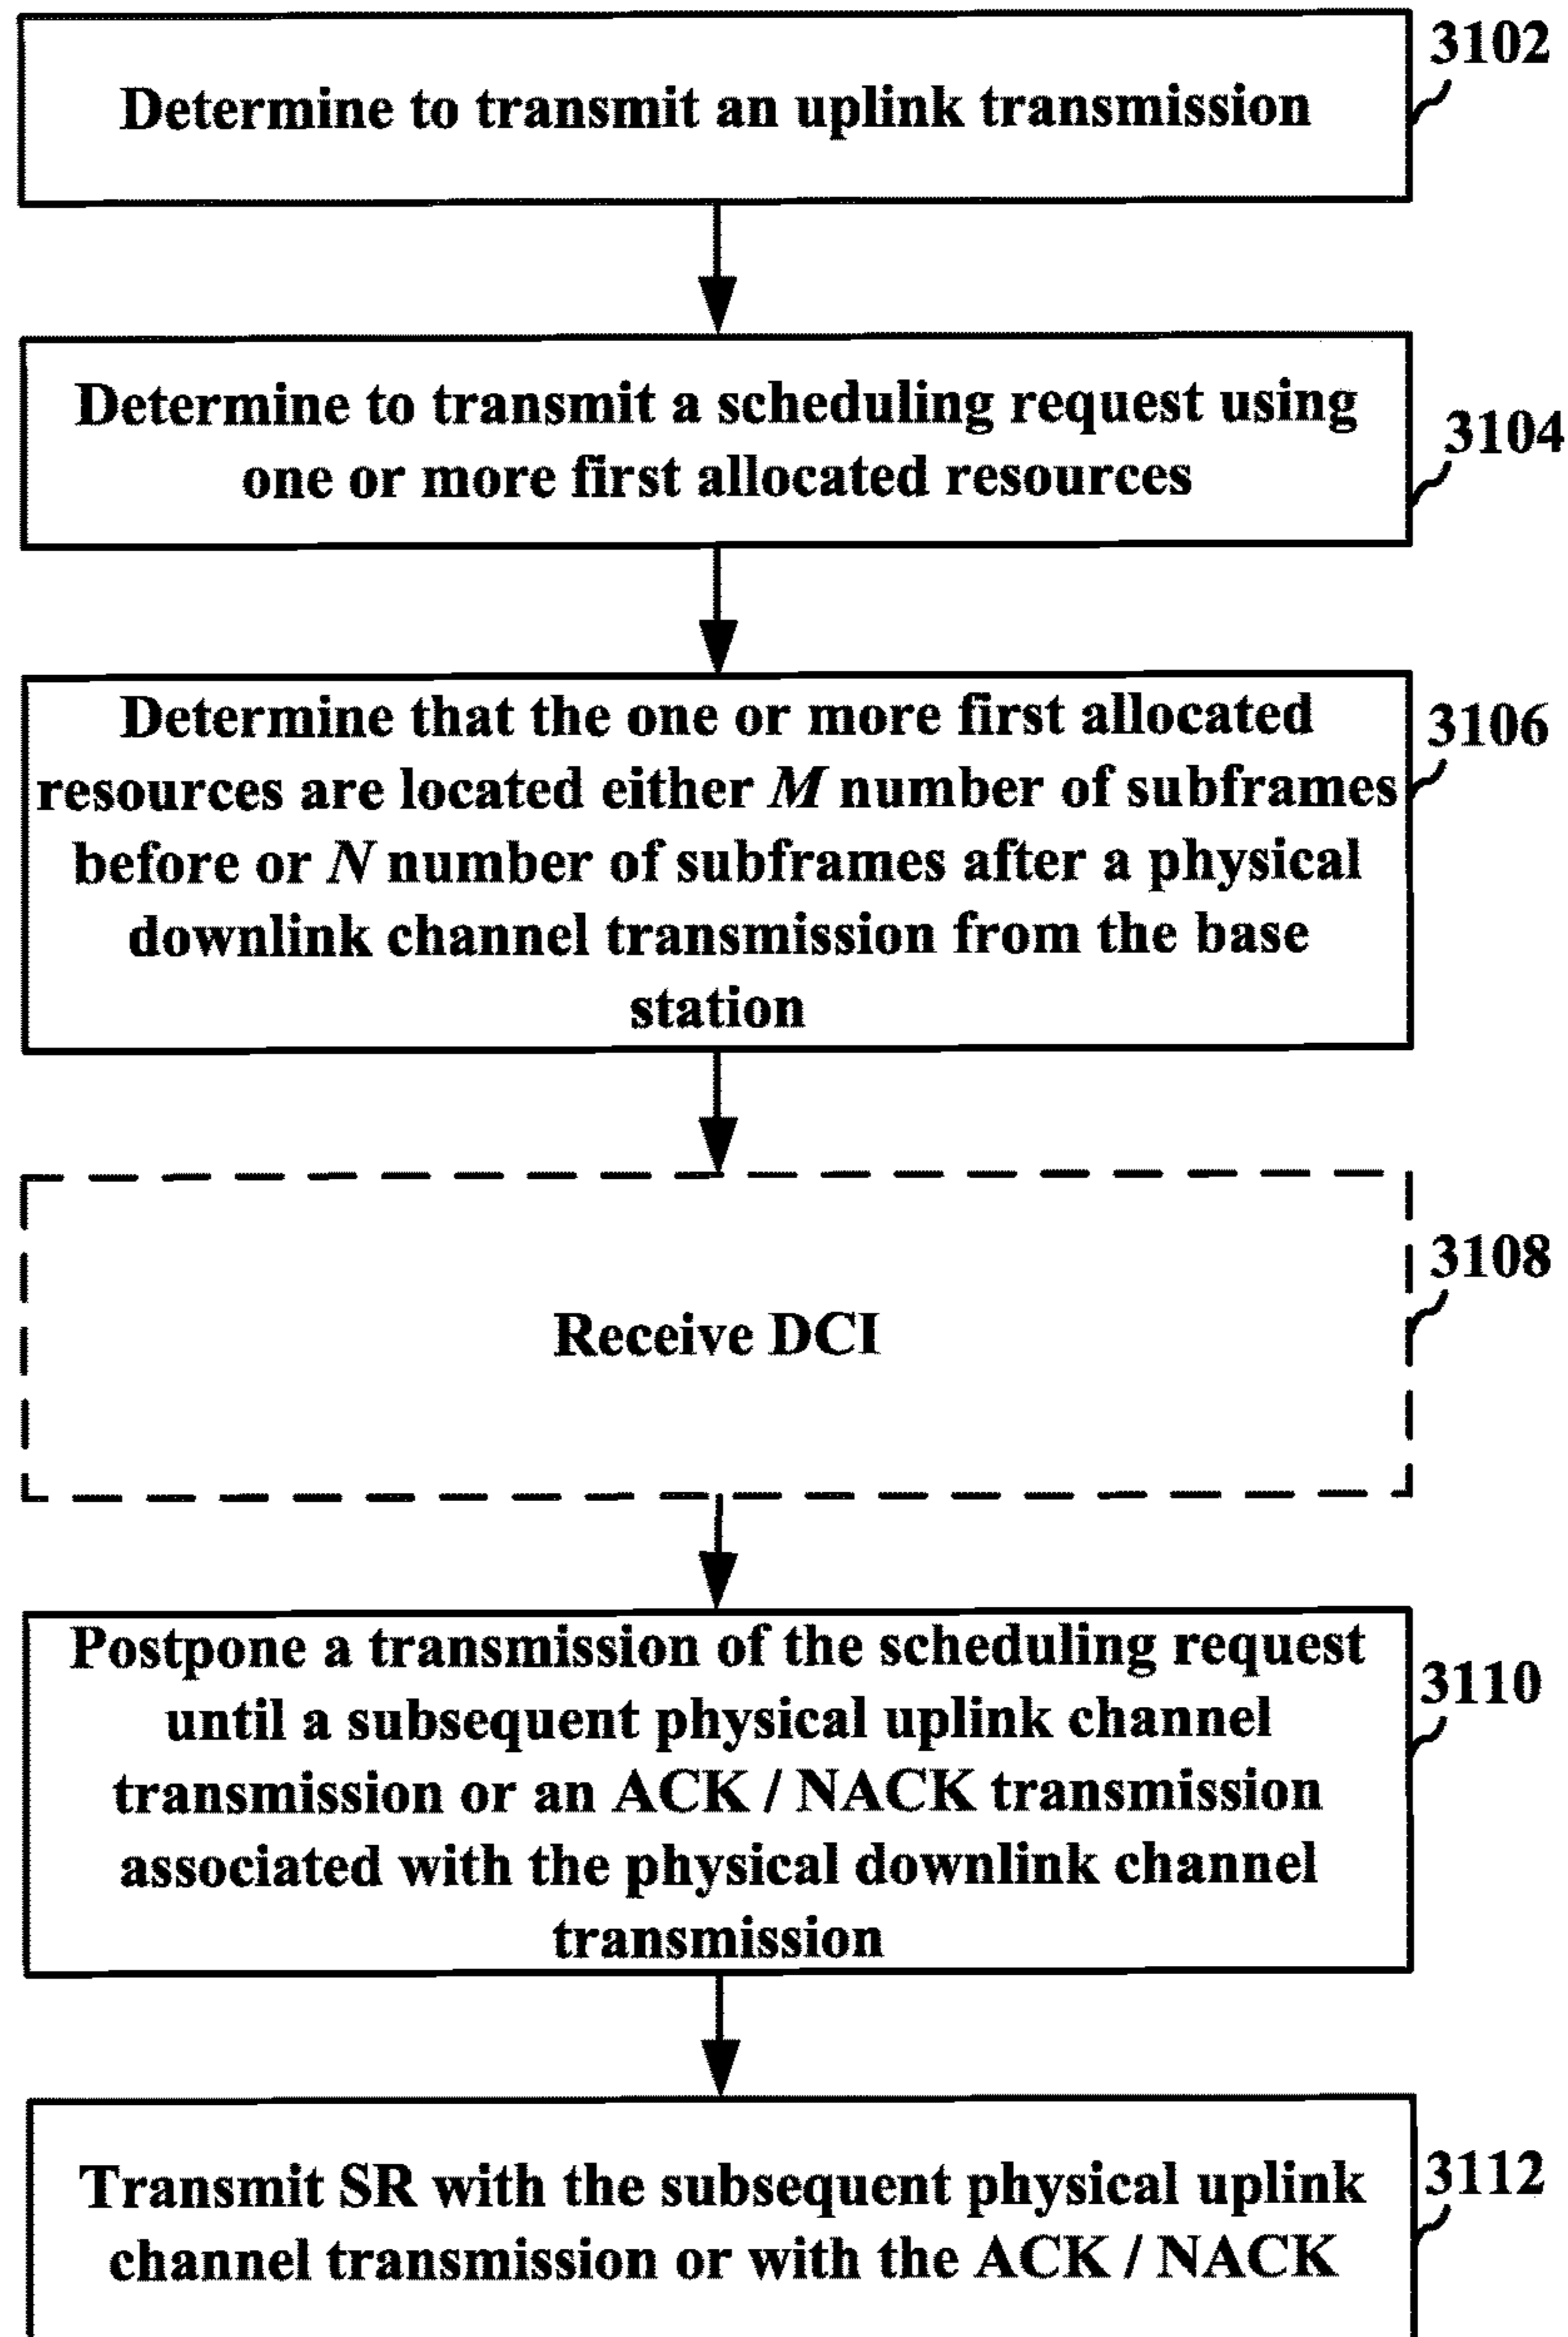 3102
Determine to transmit an uplink transmission
Determine to transmit a scheduling request using
3104
one or more first allocated resources
Determine that the one or more first allocated
3106
resources are located either M number of subframes
before or N number of subframes after a physical
downlink channel transmission from the base
station
3108
Receive DCI
Postpone a transmission of the scheduling request
3110
until a subsequent physical uplink channel
transmission or an ACK / NACK transmission
associated with the physical downlink channel
transmission
Transmit SR with the subsequent physical uplink
3112
channel transmission or with the ACK / NACK